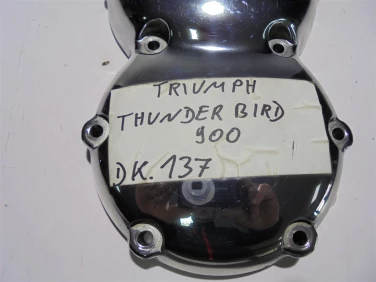 TRIUMPH
THUNDER BIRD
900
DK. 137